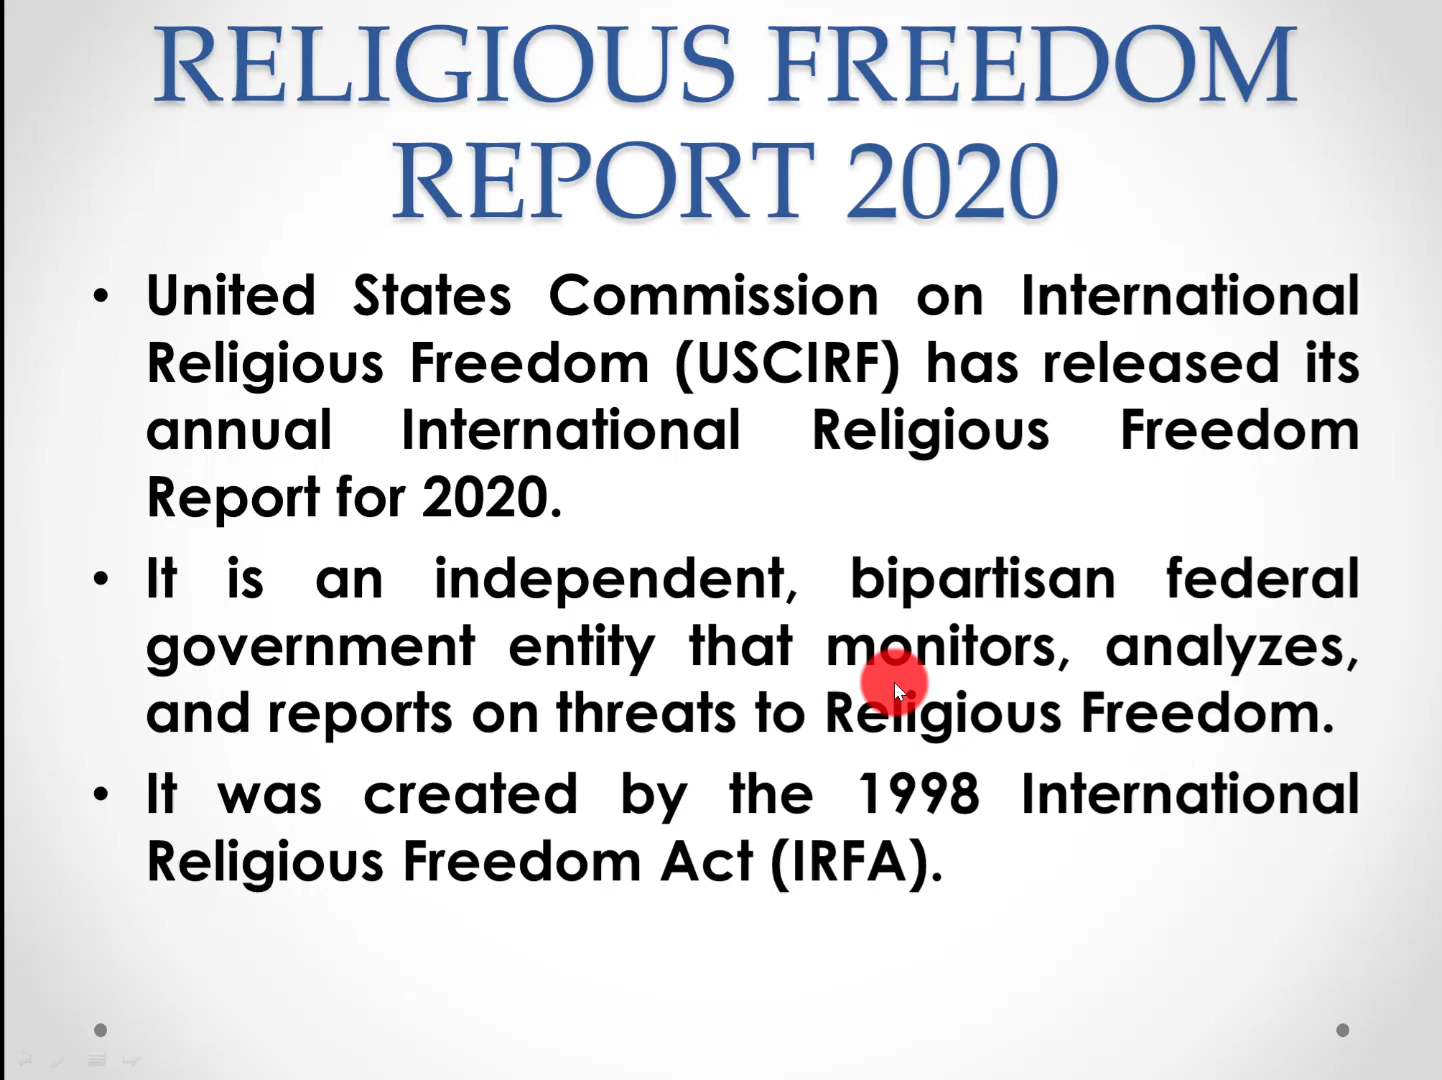 RELIGIOUS FREEDOM
REPORT 2020
• United States Commission on International
Religious Freedom (USCIRF) has released its
annual International Religious Freedom
Report for 2020.
• It is an independent, bipartisan federal
government entity that monitors, analyzes,
and reports on threats to Religious Freedom.
• It was created by the 1998 International
Religious Freedom Act (IRFA).